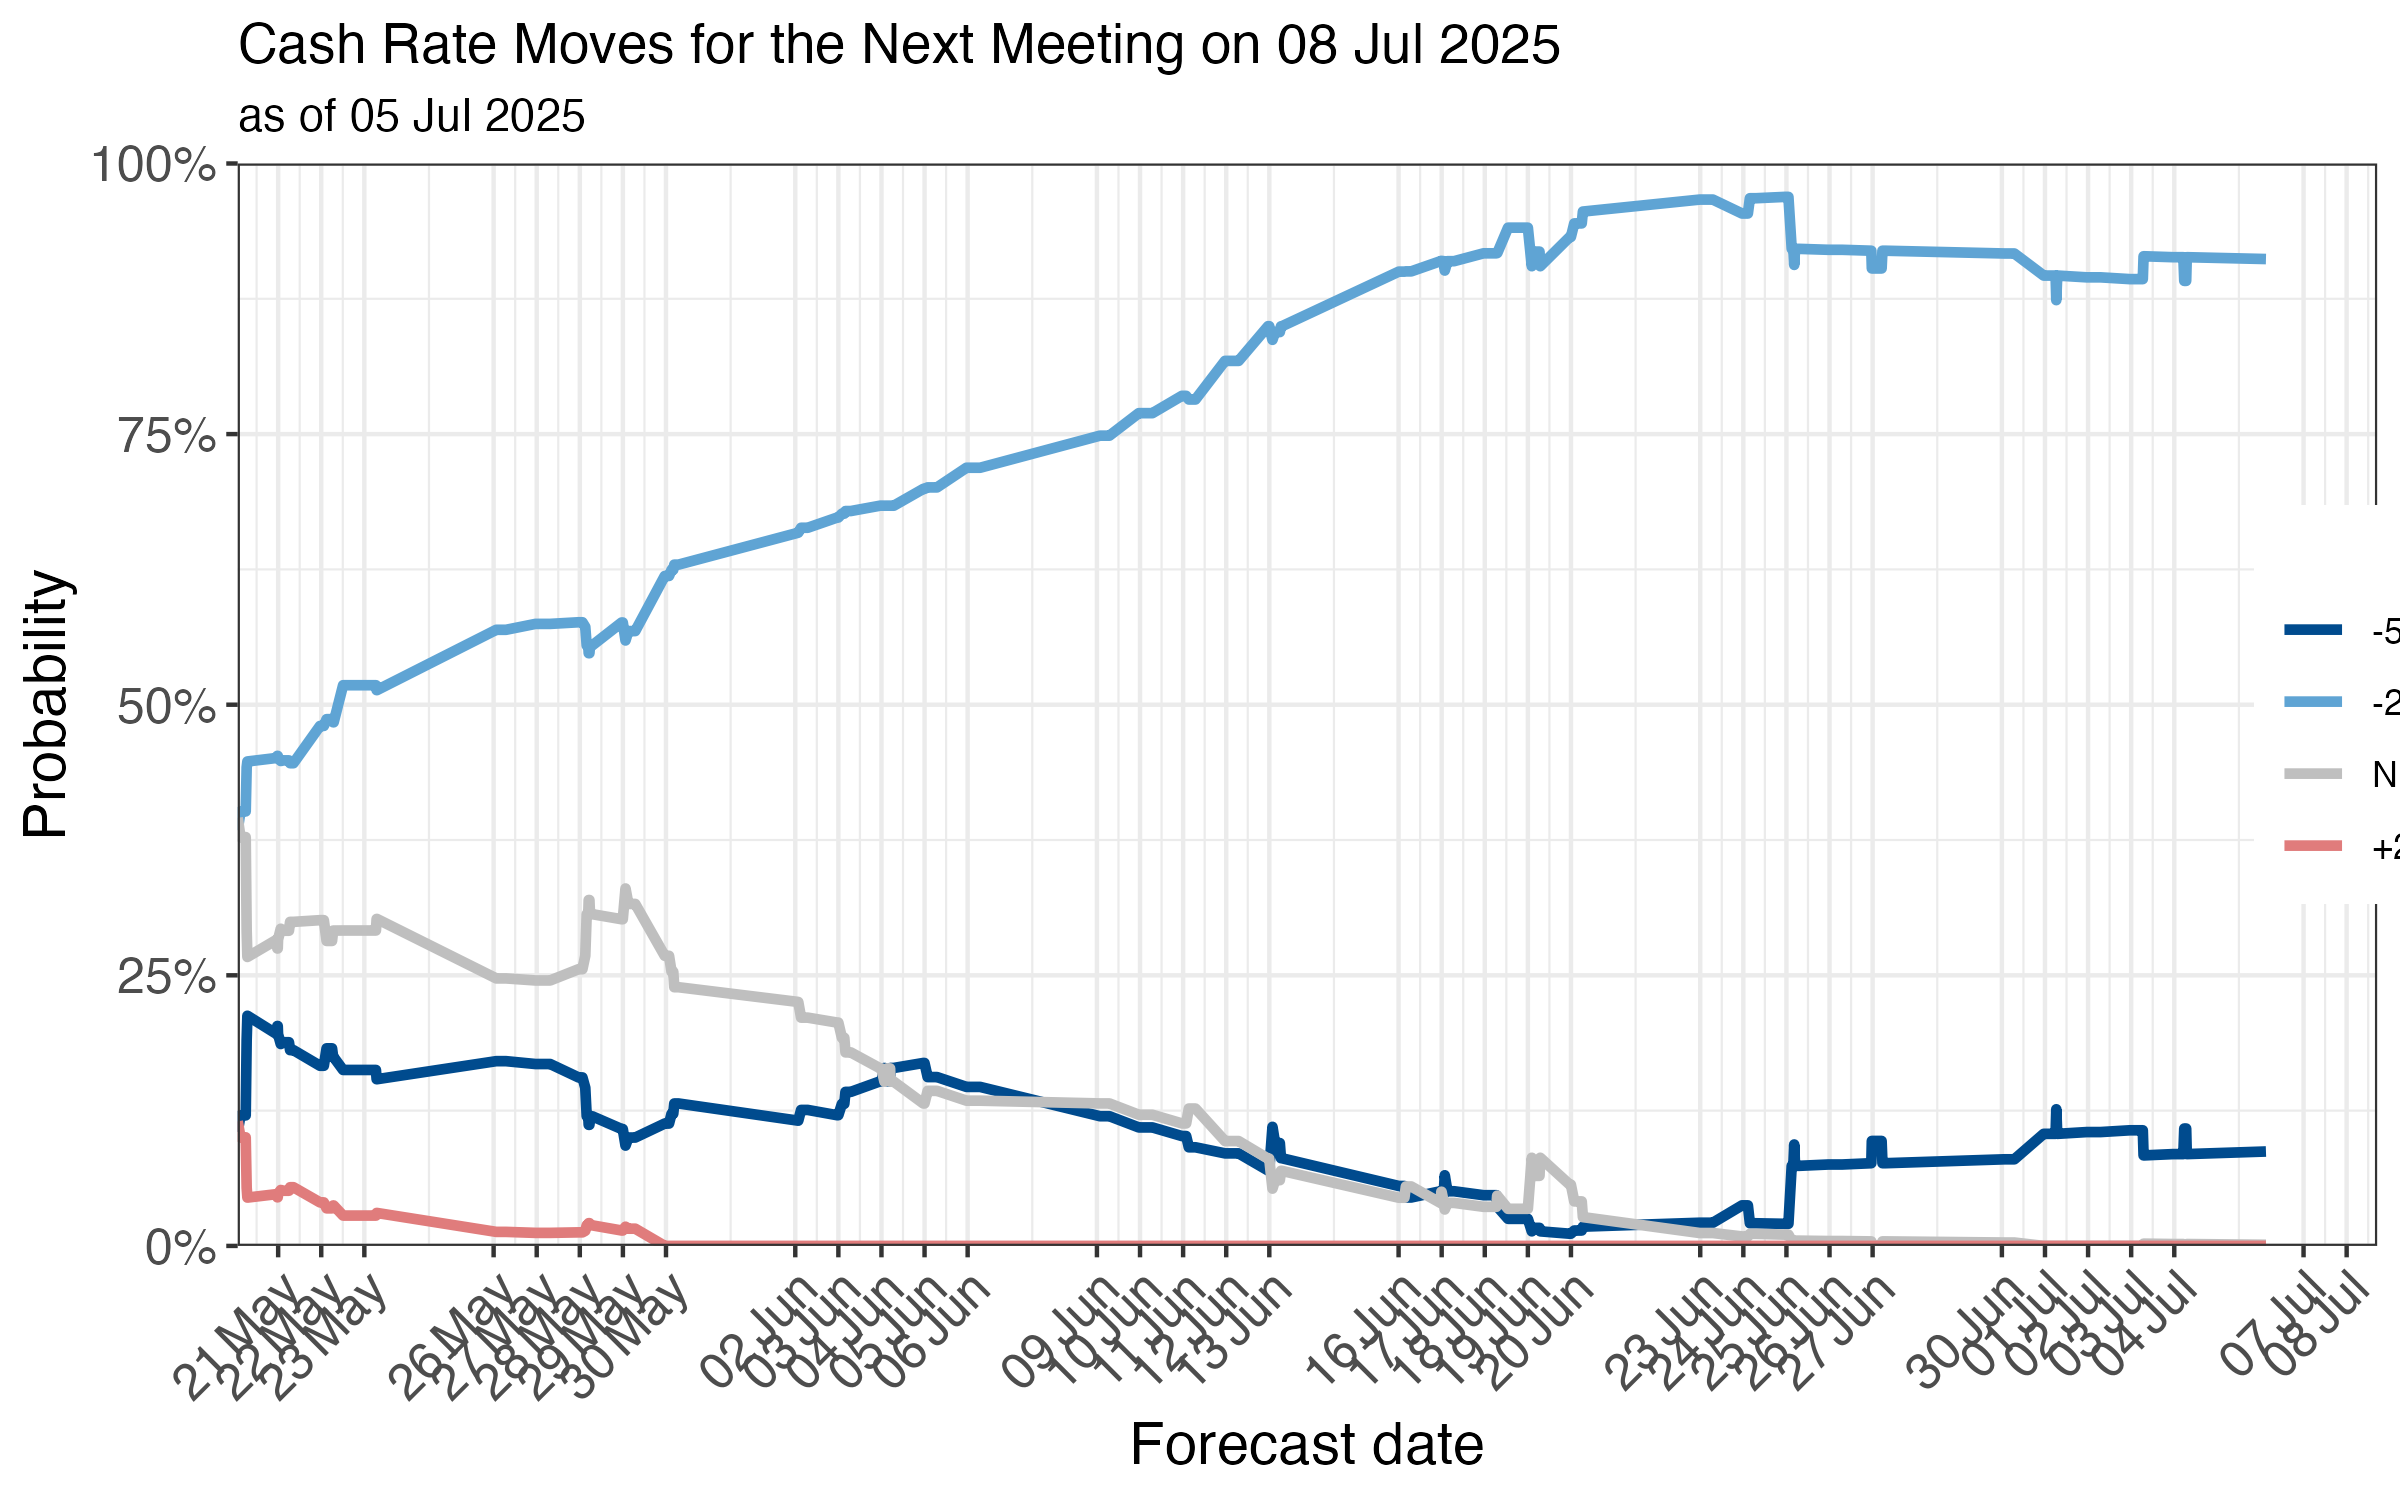 Cash Rate Moves for the Next Meeting on 08 Jul 2025
as of 05 Jul 2025
100%
75%
50%
25%
0%
Probability
-5
-2
N
+2
21 May
22 May
23 May
26 May
27 May
28 May
29 May
30 May
02 Jun
03 Jun
04 Jun
05 Jun
06 Jun
09 Jun
10 Jun
11 Jun
12 Jun
13 Jun
16 Jun
17 Jun
18 Jun
19 Jun
20 Jun
23 Jun
24 Jun
25 Jun
26 Jun
27 Jun
30 Jun
01 Jul
02 Jul
03 Jul
04 Jul
07 Jul
08 Jul
Forecast date